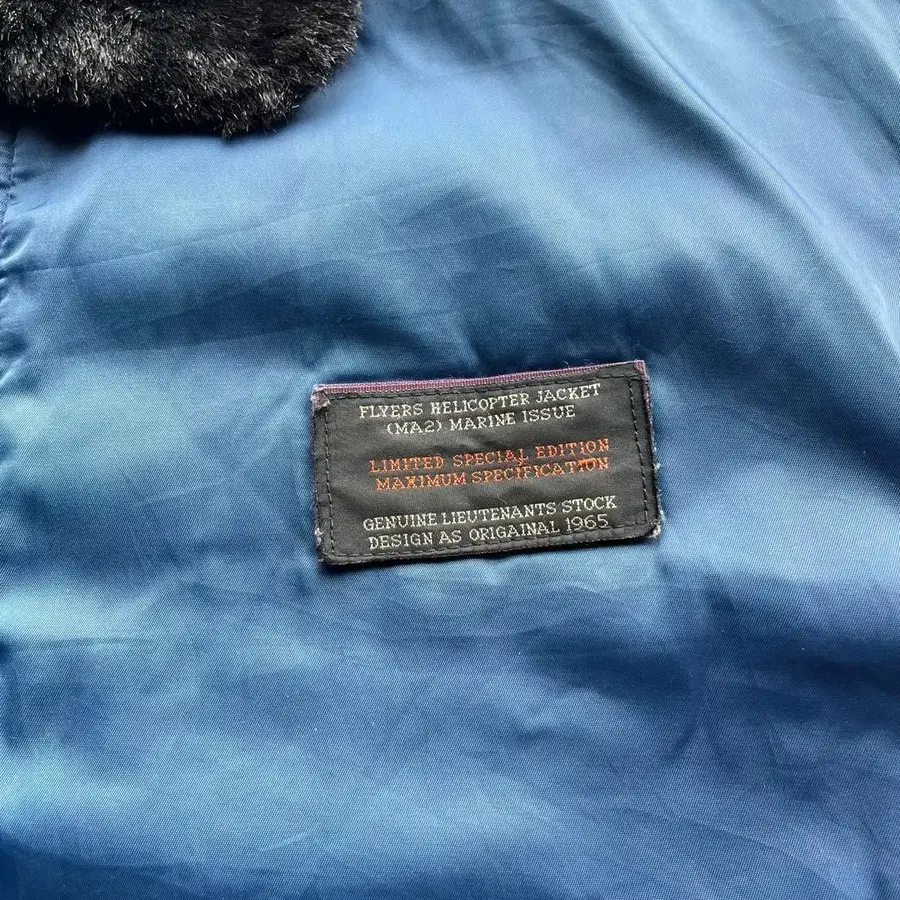 FLYERS HELICOPTER JACKET
(MA2) MARINE ISSUE
LIMITED SPECIAL EDITION
MAXIMUM SPECIFICATION
GENUINE LIEUTENANTS STOCK
DESIGN AS ORIGAINAL 1965